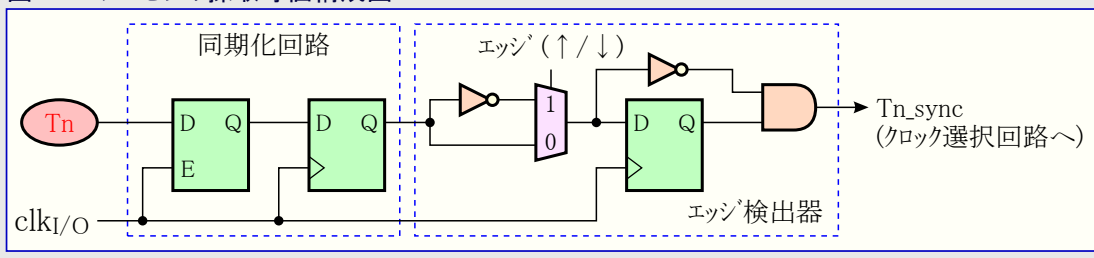 同期化回路
エッジ(↑/↓)
Tn
D Q
E
D Q
1
0
D Q
Tn_sync
(クロック選択回路へ)
clkI/O
エッジ検出器